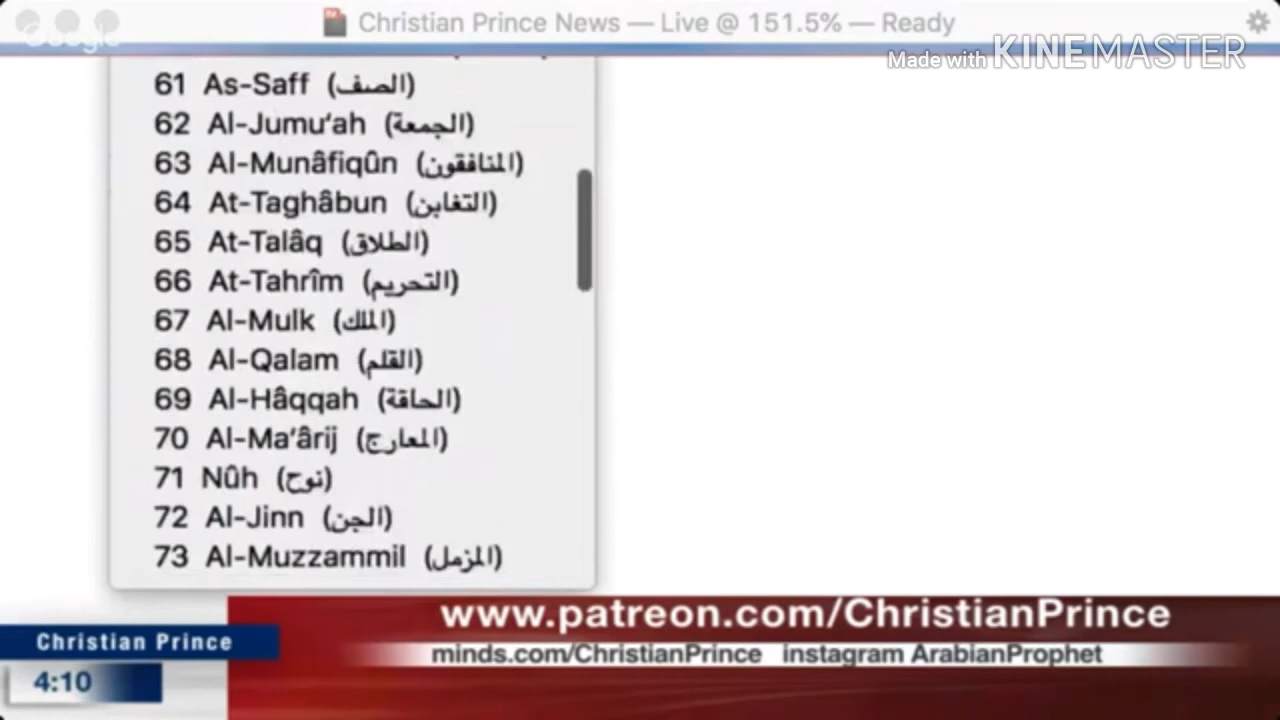 Christian Prince News — Live @ 151.5% — Ready
Google
Made with KINEMASTER
61 As-Saff (الصف)
62 Al-Jumu‘ah (الجمعة)
63 Al-Munâfiqûn (المنافقون)
64 At-Taghâbun (التغابن)
65 At-Talâq (الطلاق)
66 At-Tahrîm (التحريم)
67 Al-Mulk (الملك)
68 Al-Qalam (القلم)
69 Al-Hâqqah (الحاقة)
70 Al-Ma‘ârij (المعارج)
71 Nûh (نوح)
72 Al-Jinn (الجن)
73 Al-Muzzammil (المزمل)
www.patreon.com/ChristianPrince
Christian Prince
minds.com/ChristianPrince instagram ArabianProphet
4:10